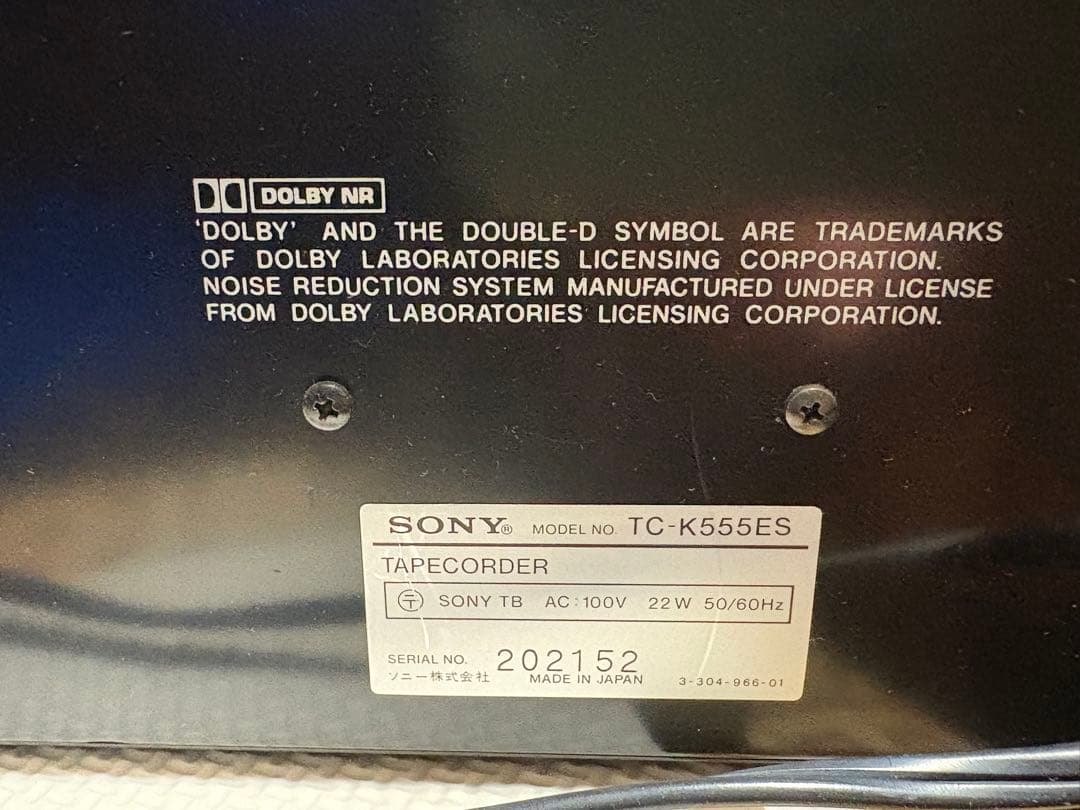 DOLBY NR
'DOLBY' AND THE DOUBLE-D SYMBOL ARE TRADEMARKS
OF DOLBY LABORATORIES LICENSING CORPORATION.
NOISE REDUCTION SYSTEM MANUFACTURED UNDER LICENSE
FROM DOLBY LABORATORIES LICENSING CORPORATION.
SONY® MODEL NO. TC-K555ES
TAPECORDER
〒 SONY TB AC:100V 22W 50/60Hz
SERIAL NO. 202152
ソニー株式会社 MADE IN JAPAN 3-304-966-01